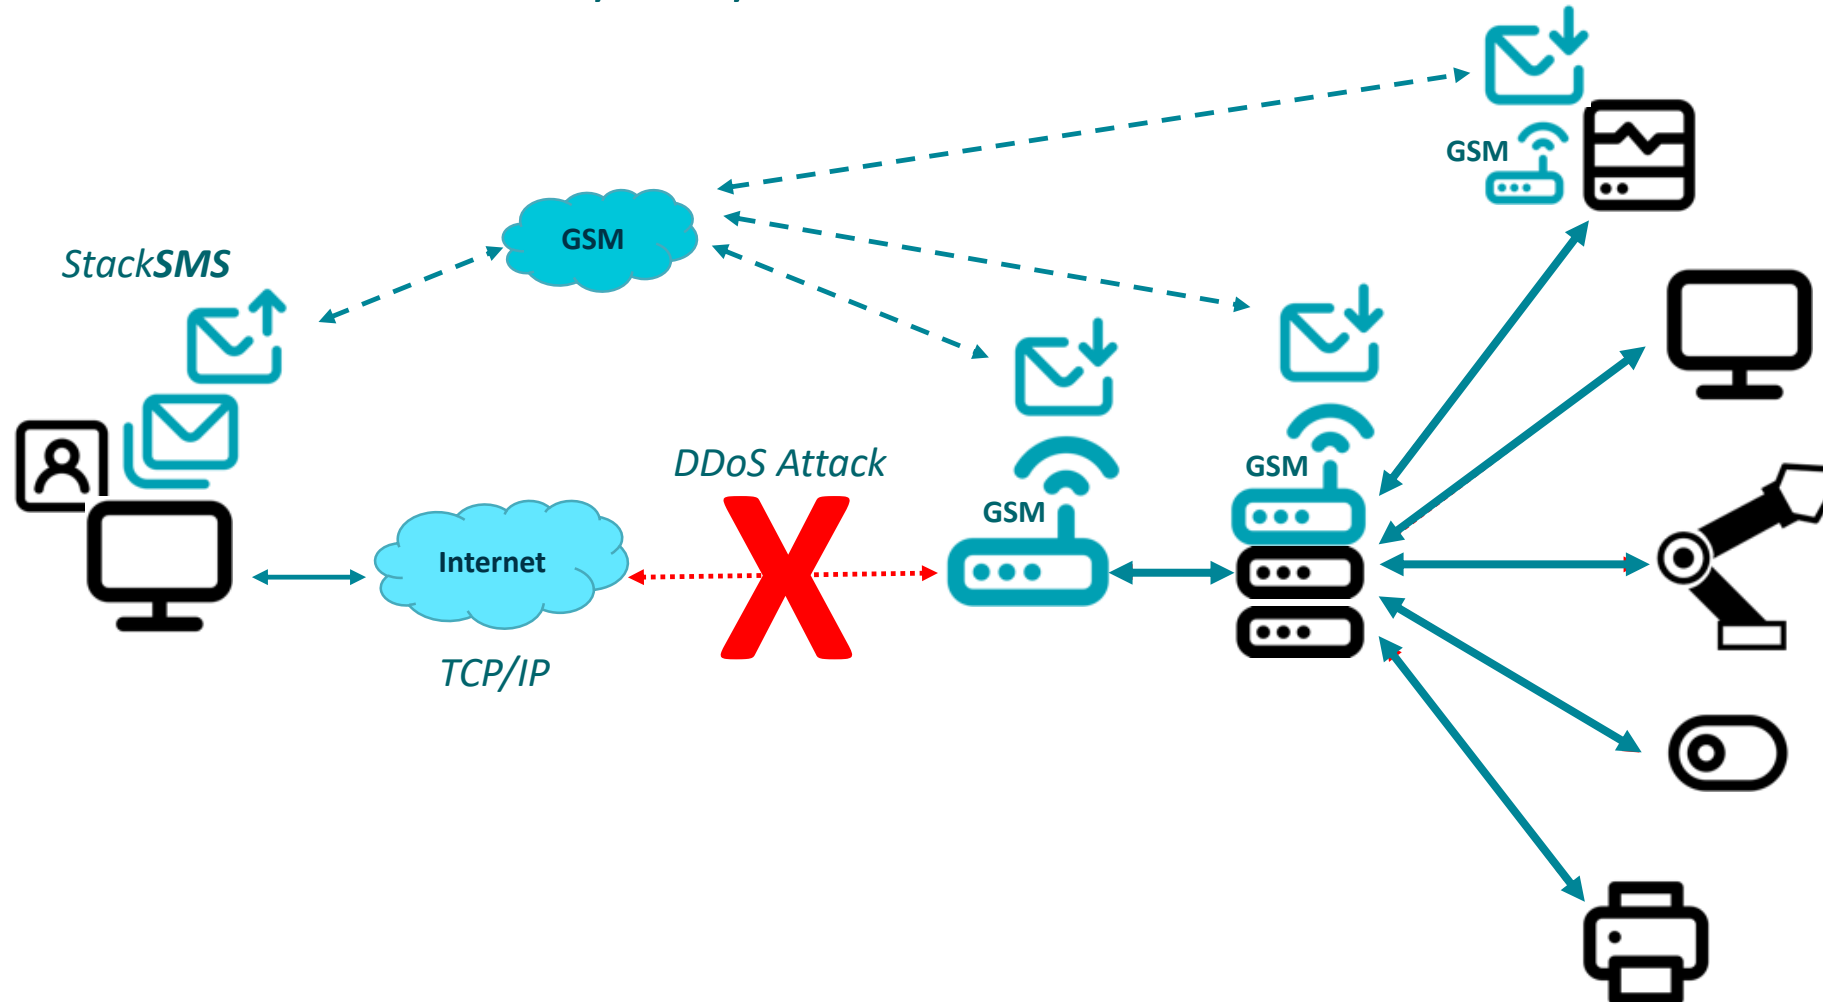 GSM
GSM
StackSMS
DDoS Attack
GSM
GSM
Internet
TCP/IP